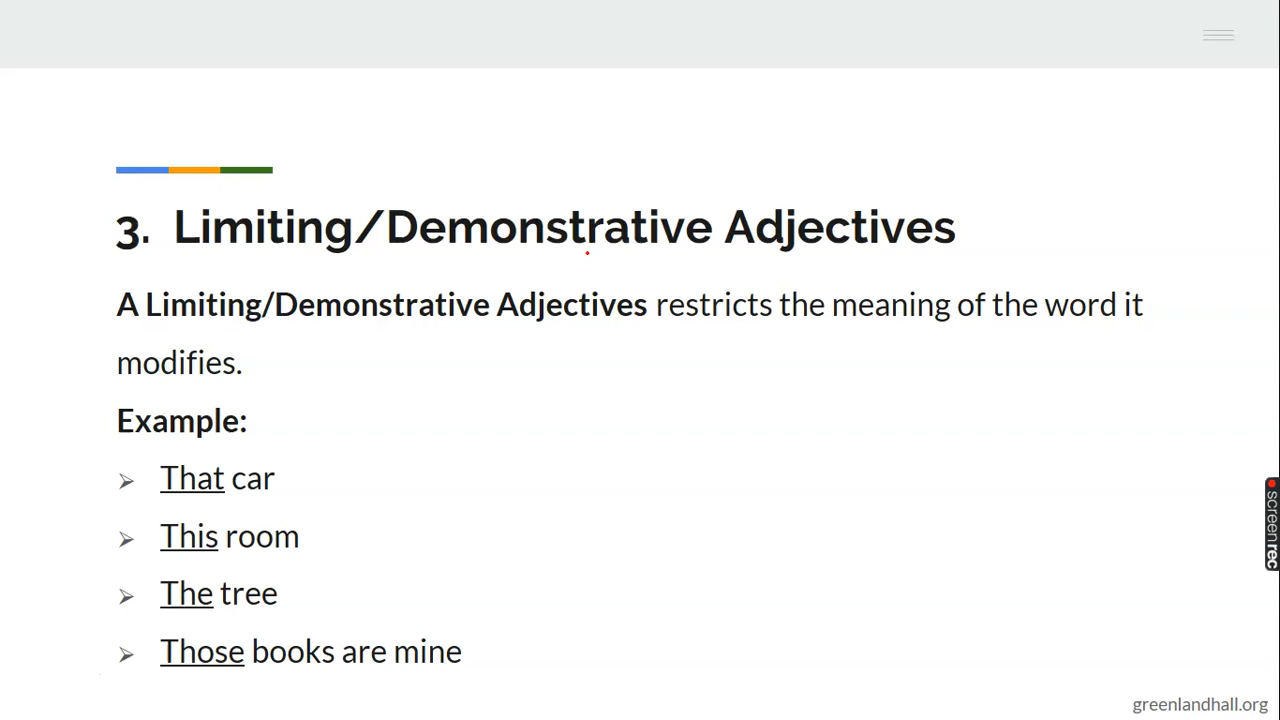 3. Limiting/Demonstrative Adjectives
A Limiting/Demonstrative Adjectives restricts the meaning of the word it
modifies.
Example:
➢ That car
➢ This room
➢ The tree
➢ Those books are mine
screenrec
greenlandhall.org